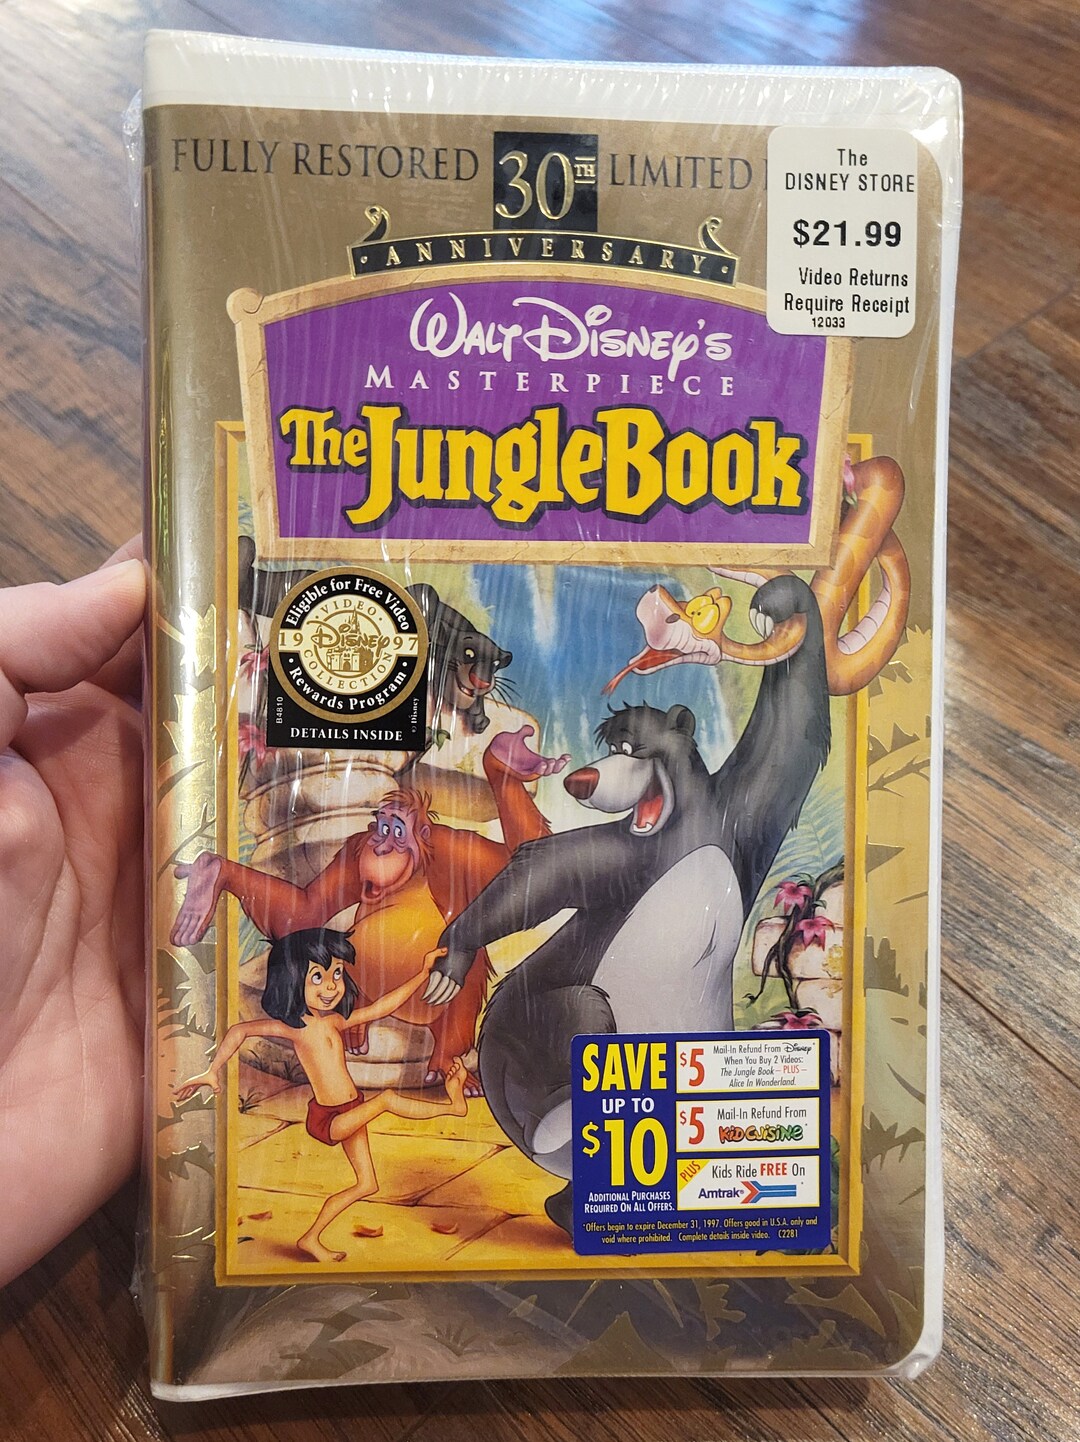 FULLY RESTORED 30TH LIMITED
ANNIVERSARY
The
DISNEY STORE
$21.99
Video Returns
Require Receipt
12033
WALT DISNEY'S
MASTERPIECE
The Jungle Book
Eligible for Free Video
VIDEO
19 DISNEY 97
COLLECTION
Rewards Program
B4810
© Disney
DETAILS INSIDE
SAVE
UP TO
$10
ADDITIONAL PURCHASES
REQUIRED ON ALL OFFERS.
$5 Mail-In Refund From Disney*
When You Buy 2 Videos:
The Jungle Book – PLUS –
Alice In Wonderland.
$5 Mail-In Refund From
KiD CUiSiNE*
PLUS Kids Ride FREE On
Amtrak®
*Offers begin to expire December 31, 1997. Offers good in U.S.A. only and
void where prohibited. Complete details inside video. C2281